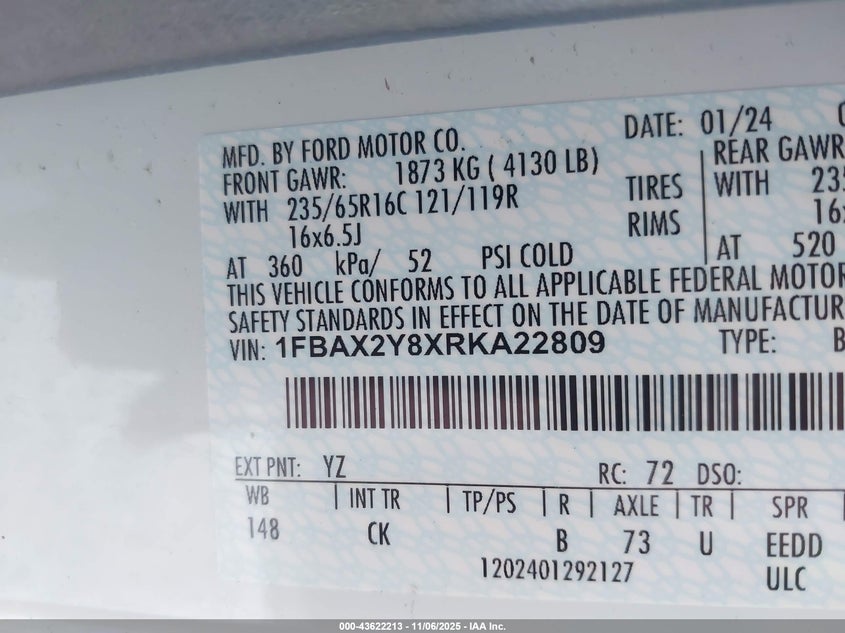 DATE: 01/24
MFD. BY FORD MOTOR CO.
FRONT GAWR: 1873 KG ( 4130 LB)
REAR GAWR
WITH 235/65R16C 121/119R TIRES WITH
16x6.5J RIMS
AT 360 kPa/ 52 PSI COLD AT 520
THIS VEHICLE CONFORMS TO ALL APPLICABLE FEDERAL MOTOR
SAFETY STANDARDS IN EFFECT ON THE DATE OF MANUFACTUR
VIN: 1FBAX2Y8XRKA22809 TYPE:
EXT PNT: YZ RC: 72 DSO:
WB INT TR TP/PS R AXLE TR SPR
148 CK B 73 U EEDD
1202401292127 ULC
000-43622213 - 11/06/2025 - IAA Inc.